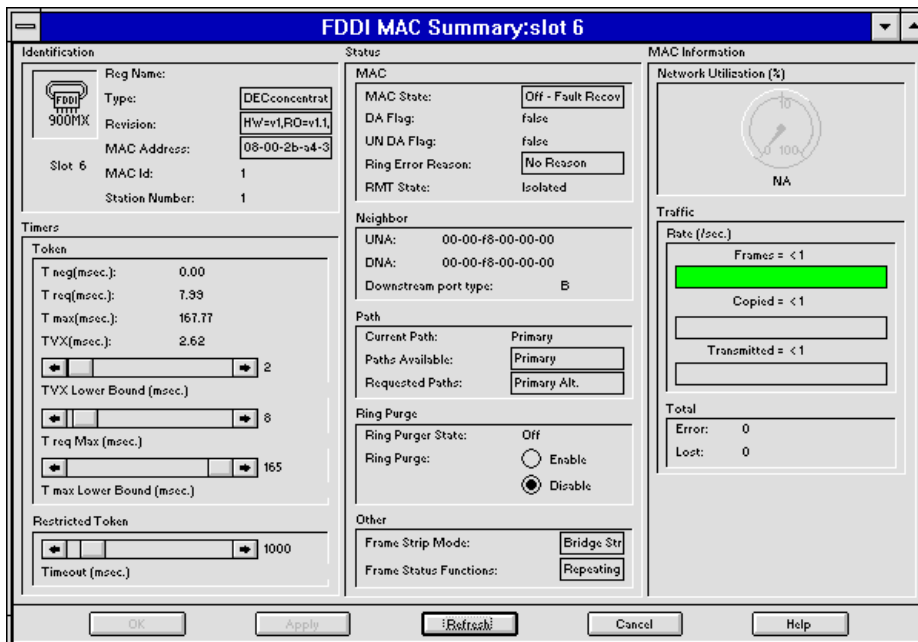 FDDI MAC Summary:slot 6
Identification
FDDI
900MX
Slot 6
Reg Name:
Type: DECconcentrat
Revision: HW=v1,RO=v1.1,
MAC Address: 08-00-2b-a4-3
MAC Id: 1
Station Number: 1
Timers
Token
T neg(msec.): 0.00
T req(msec.): 7.99
T max(msec.): 167.77
TVX(msec.): 2.62
2
TVX Lower Bound (msec.)
8
T req Max (msec.)
165
T max Lower Bound (msec.)
Restricted Token
1000
Timeout (msec.)
Status
MAC
MAC State: Off - Fault Recov
DA Flag: false
UN DA Flag: false
Ring Error Reason: No Reason
RMT State: Isolated
Neighbor
UNA: 00-00-f8-00-00-00
DNA: 00-00-f8-00-00-00
Downstream port type: B
Path
Current Path: Primary
Paths Available: Primary
Requested Paths: Primary Alt.
Ring Purge
Ring Purger State: Off
Ring Purge: Enable
Disable
Other
Frame Strip Mode: Bridge Str
Frame Status Functions: Repeating
MAC Information
Network Utilization (%)
10
0 100
NA
Traffic
Rate (/sec.)
Frames = <1
Copied = <1
Transmitted = <1
Total
Error: 0
Lost: 0
OK Apply Refresh Cancel Help